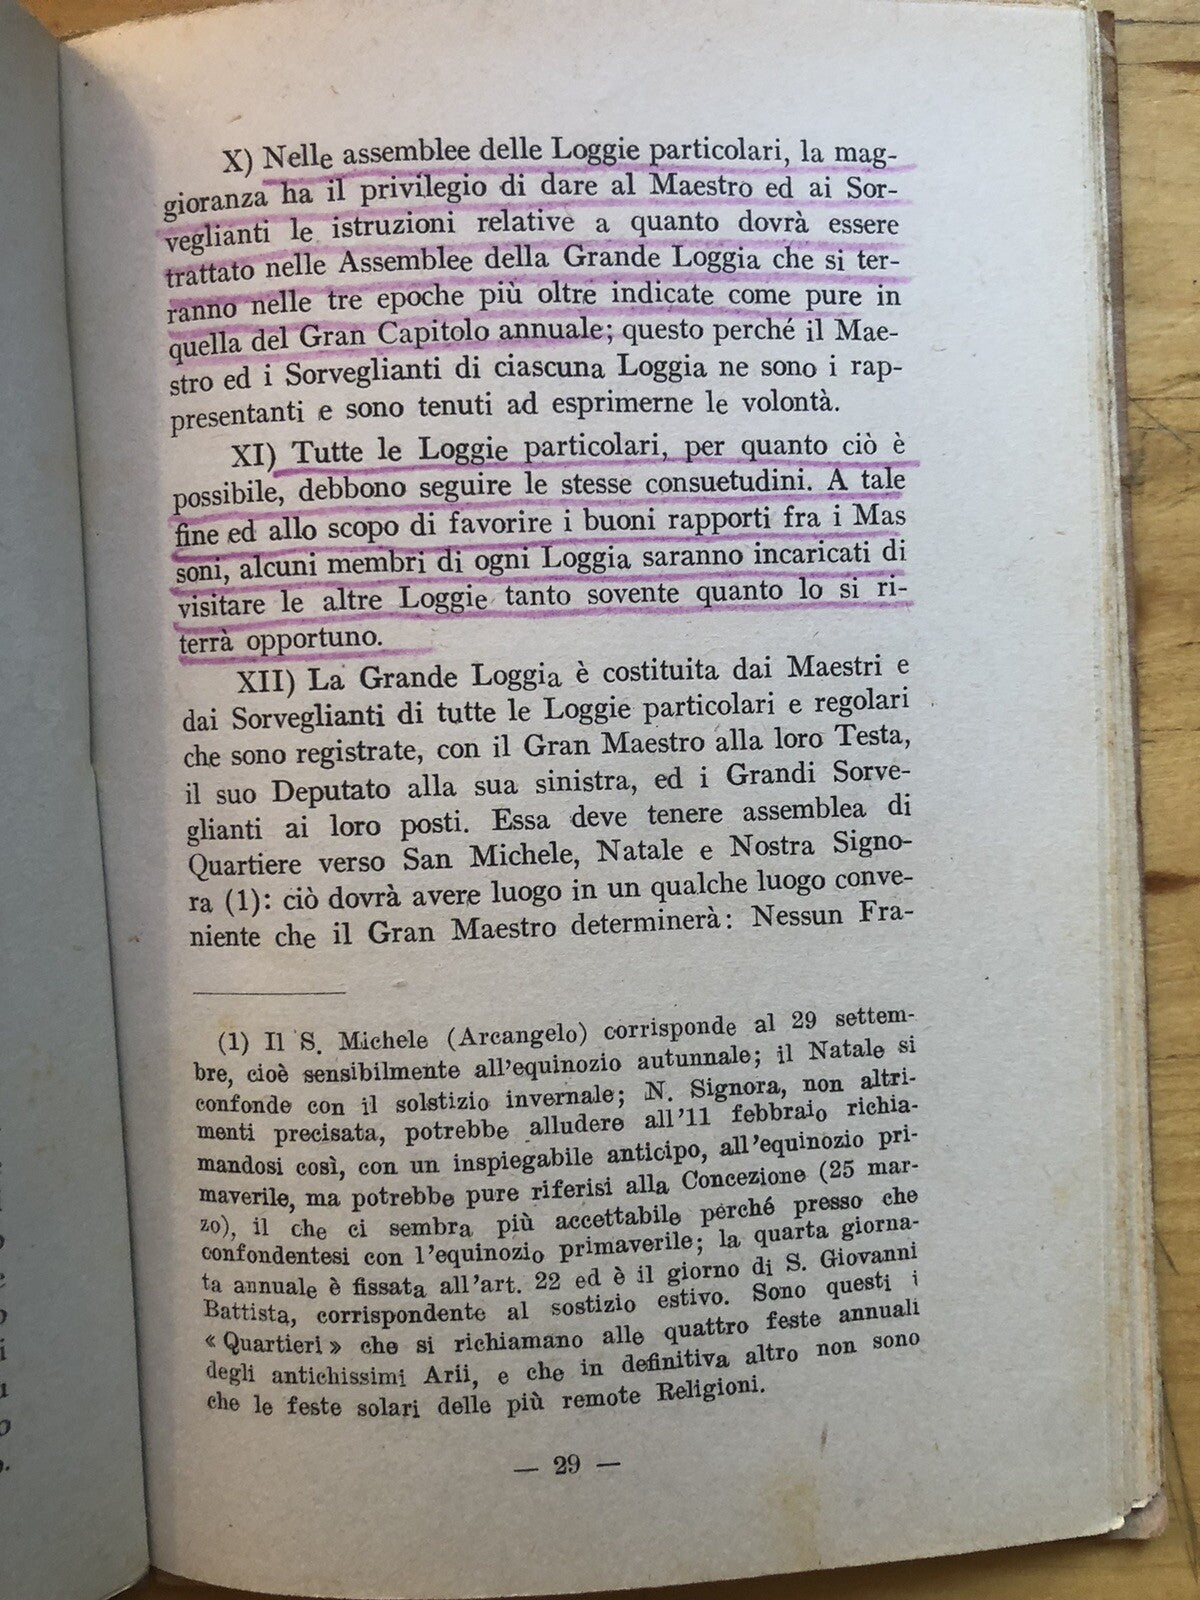 X) Nelle assemblee delle Loggie particolari, la mag-
gioranza ha il privilegio di dare al Maestro ed ai Sor-
veglianti le istruzioni relative a quanto dovrà essere
trattato nelle Assemblee della Grande Loggia che si ter-
ranno nelle tre epoche più oltre indicate come pure in
quella del Gran Capitolo annuale; questo perché il Mae-
stro ed i Sorveglianti di ciascuna Loggia ne sono i rap-
presentanti e sono tenuti ad esprimerne le volontà.
XI) Tutte le Loggie particolari, per quanto ciò è
possibile, debbono seguire le stesse consuetudini. A tale
fine ed allo scopo di favorire i buoni rapporti fra i Mas
soni, alcuni membri di ogni Loggia saranno incaricati di
visitare le altre Loggie tanto sovente quanto lo si ri-
terrà opportuno.
XII) La Grande Loggia è costituita dai Maestri e
dai Sorveglianti di tutte le Loggie particolari e regolari
che sono registrate, con il Gran Maestro alla loro Testa,
il suo Deputato alla sua sinistra, ed i Grandi Sorve-
glianti ai loro posti. Essa deve tenere assemblea di
Quartiere verso San Michele, Natale e Nostra Signo-
ra (1): ciò dovrà avere luogo in un qualche luogo conve-
niente che il Gran Maestro determinerà: Nessun Fra-
(1) Il S. Michele (Arcangelo) corrisponde al 29 settem-
bre, cioè sensibilmente all'equinozio autunnale; il Natale si
confonde con il solstizio invernale; N. Signora, non altri-
menti precisata, potrebbe alludere all'11 febbraio richia-
mandosi così, con un inspiegabile anticipo, all'equinozio pri-
maverile, ma potrebbe pure riferisi alla Concezione (25 mar-
zo), il che ci sembra più accettabile perché presso che
confondentesi con l'equinozio primaverile; la quarta giorna-
ta annuale è fissata all'art. 22 ed è il giorno di S. Giovanni
Battista, corrispondente al sostizio estivo. Sono questi i
« Quartieri » che si richiamano alle quattro feste annuali
degli antichissimi Arii, e che in definitiva altro non sono
che le feste solari delle più remote Religioni.
— 29 —